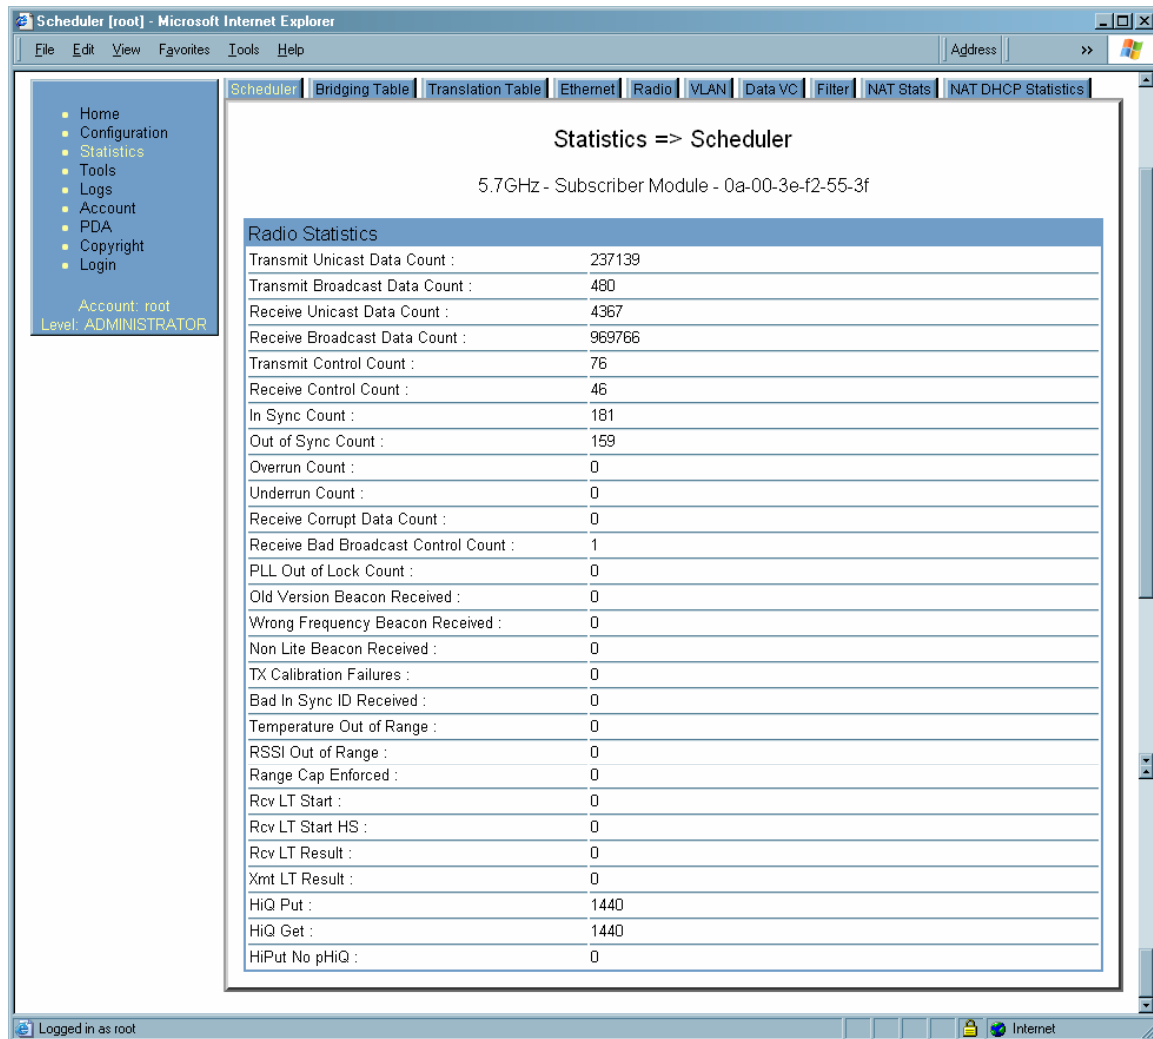 Scheduler [root] - Microsoft Internet Explorer
File Edit View Favorites Tools Help Address »
Scheduler Bridging Table Translation Table Ethernet Radio VLAN Data VC Filter NAT Stats NAT DHCP Statistics
Home
Configuration
Statistics
Tools
Logs
Account
PDA
Copyright
Login
Account: root
Level: ADMINISTRATOR
Statistics => Scheduler
5.7GHz - Subscriber Module - 0a-00-3e-f2-55-3f
Radio Statistics
Transmit Unicast Data Count : 237139
Transmit Broadcast Data Count : 480
Receive Unicast Data Count : 4367
Receive Broadcast Data Count : 969766
Transmit Control Count : 76
Receive Control Count : 46
In Sync Count : 181
Out of Sync Count : 159
Overrun Count : 0
Underrun Count : 0
Receive Corrupt Data Count : 0
Receive Bad Broadcast Control Count : 1
PLL Out of Lock Count : 0
Old Version Beacon Received : 0
Wrong Frequency Beacon Received : 0
Non Lite Beacon Received : 0
TX Calibration Failures : 0
Bad In Sync ID Received : 0
Temperature Out of Range : 0
RSSI Out of Range : 0
Range Cap Enforced : 0
Rcv LT Start : 0
Rcv LT Start HS : 0
Rcv LT Result : 0
Xmt LT Result : 0
HiQ Put : 1440
HiQ Get : 1440
HiPut No pHiQ : 0
Logged in as root Internet